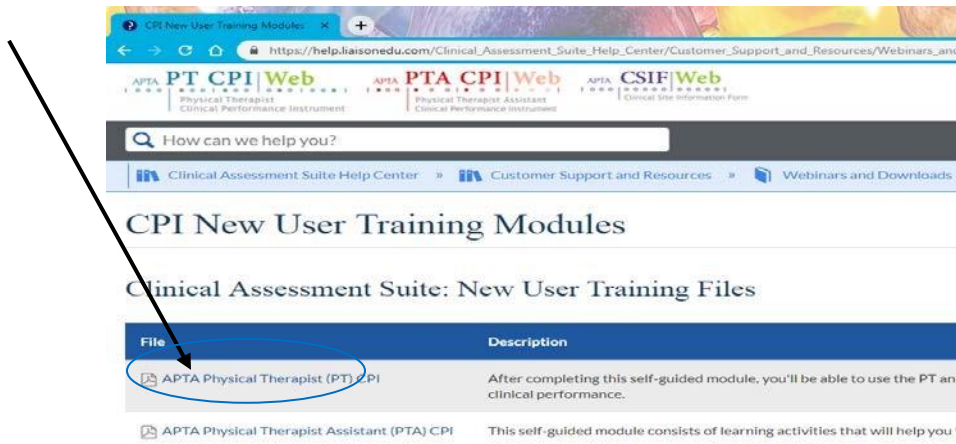 CPI New User Training Modules
https://help.liaisonedu.com/Clinical_Assessment_Suite_Help_Center/Customer_Support_and_Resources/Webinars_and
APTA PT CPI Web
Physical Therapist
Clinical Performance Instrument
APTA PTA CPI Web
Physical Therapist Assistant
Clinical Performance Instrument
APTA CSIF Web
Clinical Site Information Form
How can we help you?
Clinical Assessment Suite Help Center » Customer Support and Resources » Webinars and Downloads
CPI New User Training Modules
Clinical Assessment Suite: New User Training Files
File Description
APTA Physical Therapist (PT) CPI After completing this self-guided module, you'll be able to use the PT an
clinical performance.
APTA Physical Therapist Assistant (PTA) CPI This self-guided module consists of learning activities that will help you